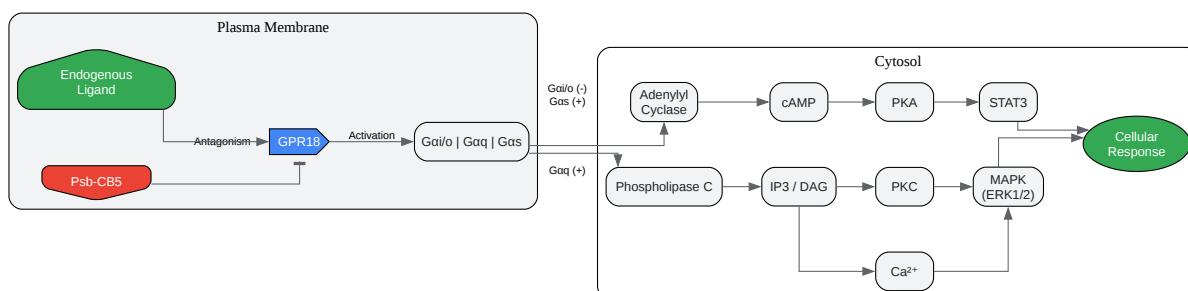 Plasma Membrane
Endogenous
Ligand
Antagonism
GPR18
Activation
Gαi/o | Gαq | Gαs
Psb-CB5
Gαi/o (-)
Gαs (+)
Gαq (+)
Cytosol
Adenylyl
Cyclase
cAMP
PKA
STAT3
Cellular
Response
Phospholipase C
IP3 / DAG
PKC
MAPK
(ERK1/2)
Ca²⁺